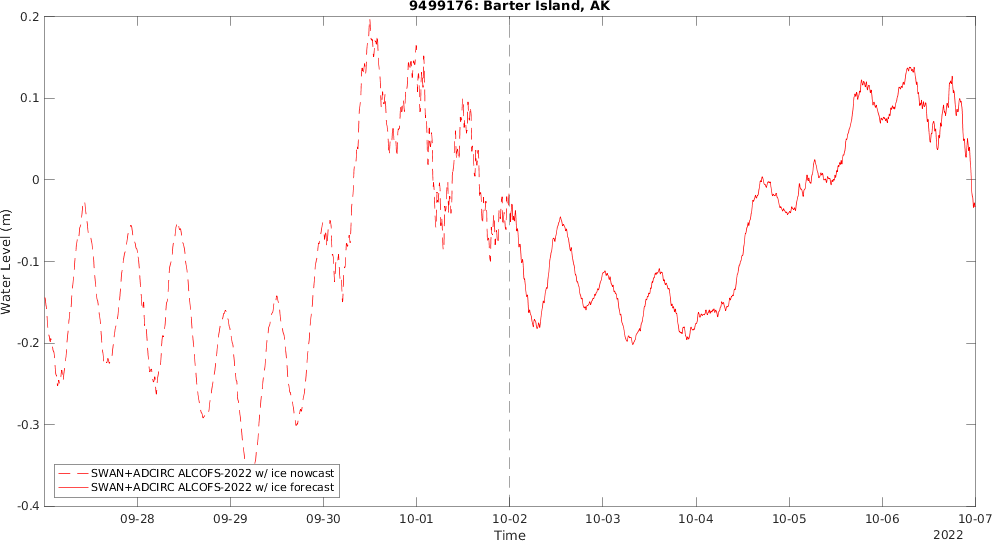 9499176: Barter Island, AK
0.2
0.1
0
-0.1
-0.2
-0.3
-0.4
Water Level (m)
SWAN+ADCIRC ALCOFS-2022 w/ ice nowcast
SWAN+ADCIRC ALCOFS-2022 w/ ice forecast
09-28 09-29 09-30 10-01 10-02 10-03 10-04 10-05 10-06 10-07
Time
2022